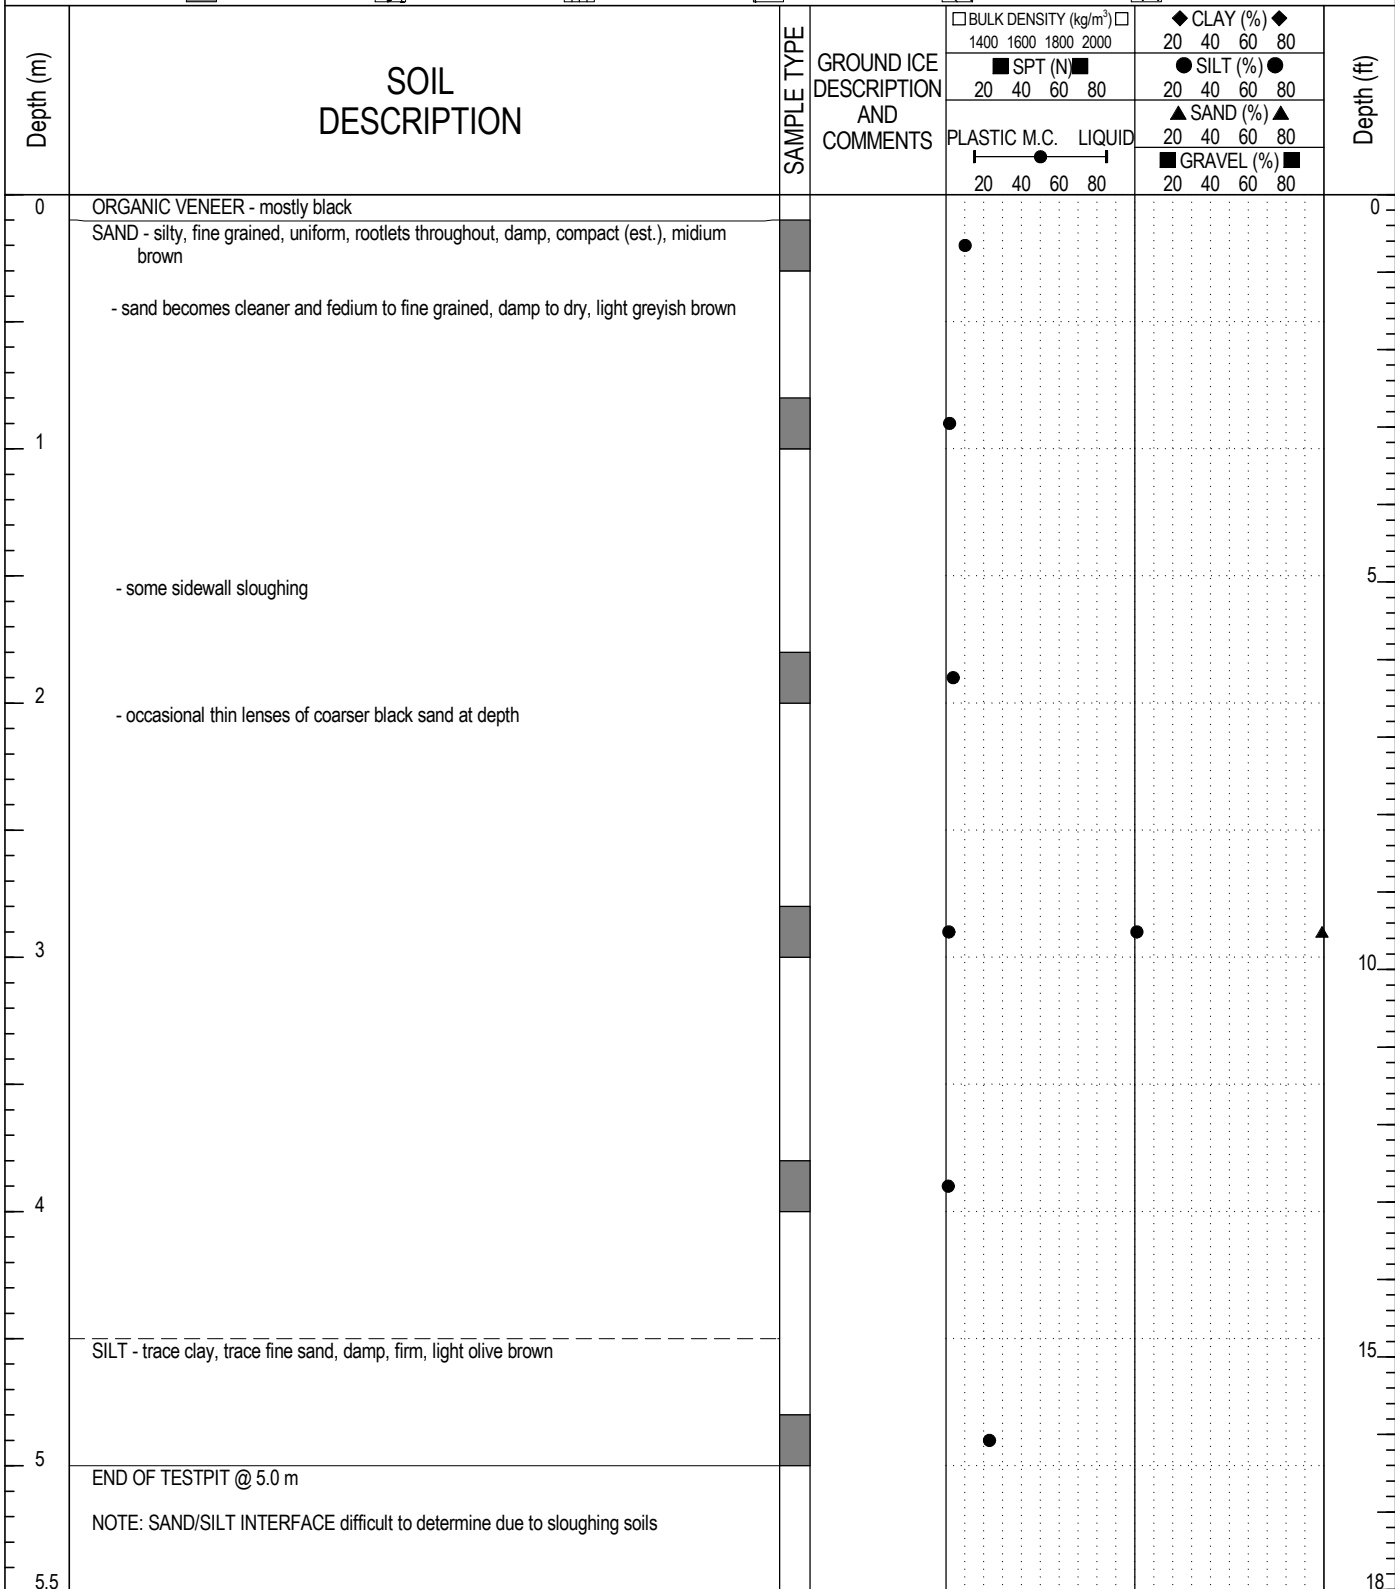 Depth (m)
SOIL
DESCRIPTION
SAMPLE TYPE
GROUND ICE
DESCRIPTION
AND
COMMENTS
□ BULK DENSITY (kg/m³) □
1400 1600 1800 2000
■ SPT (N) ■
20 40 60 80
PLASTIC M.C. LIQUID
20 40 60 80
◆ CLAY (%) ◆
20 40 60 80
● SILT (%) ●
20 40 60 80
▲ SAND (%) ▲
20 40 60 80
■ GRAVEL (%) ■
20 40 60 80
Depth (ft)
0
ORGANIC VENEER - mostly black
0
SAND - silty, fine grained, uniform, rootlets throughout, damp, compact (est.), midium
brown
- sand becomes cleaner and fedium to fine grained, damp to dry, light greyish brown
1
- some sidewall sloughing
5
2
- occasional thin lenses of coarser black sand at depth
3
10
4
SILT - trace clay, trace fine sand, damp, firm, light olive brown
15
5
END OF TESTPIT @ 5.0 m
NOTE: SAND/SILT INTERFACE difficult to determine due to sloughing soils
5.5
18